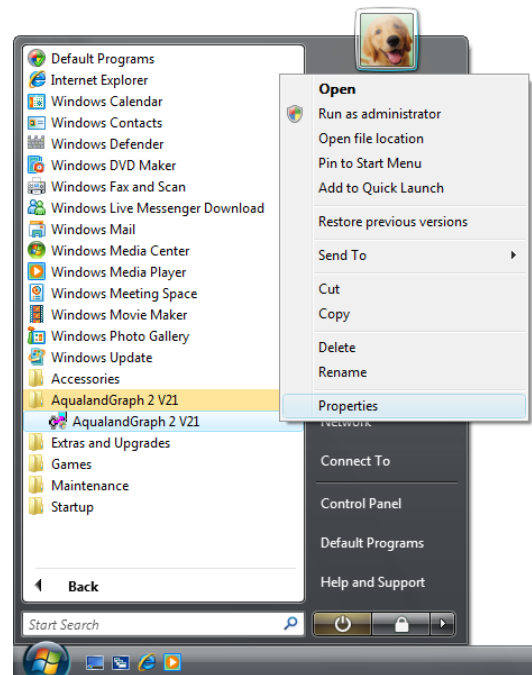 Default Programs
Internet Explorer
Windows Calendar
Windows Contacts
Windows Defender
Windows DVD Maker
Windows Fax and Scan
Windows Live Messenger Download
Windows Mail
Windows Media Center
Windows Media Player
Windows Meeting Space
Windows Movie Maker
Windows Photo Gallery
Windows Update
Accessories
AqualandGraph 2 V21
AqualandGraph 2 V21
Extras and Upgrades
Games
Maintenance
Startup
Back
Start Search
Open
Run as administrator
Open file location
Pin to Start Menu
Add to Quick Launch
Restore previous versions
Send To
Cut
Copy
Delete
Rename
Properties
Network
Connect To
Control Panel
Default Programs
Help and Support